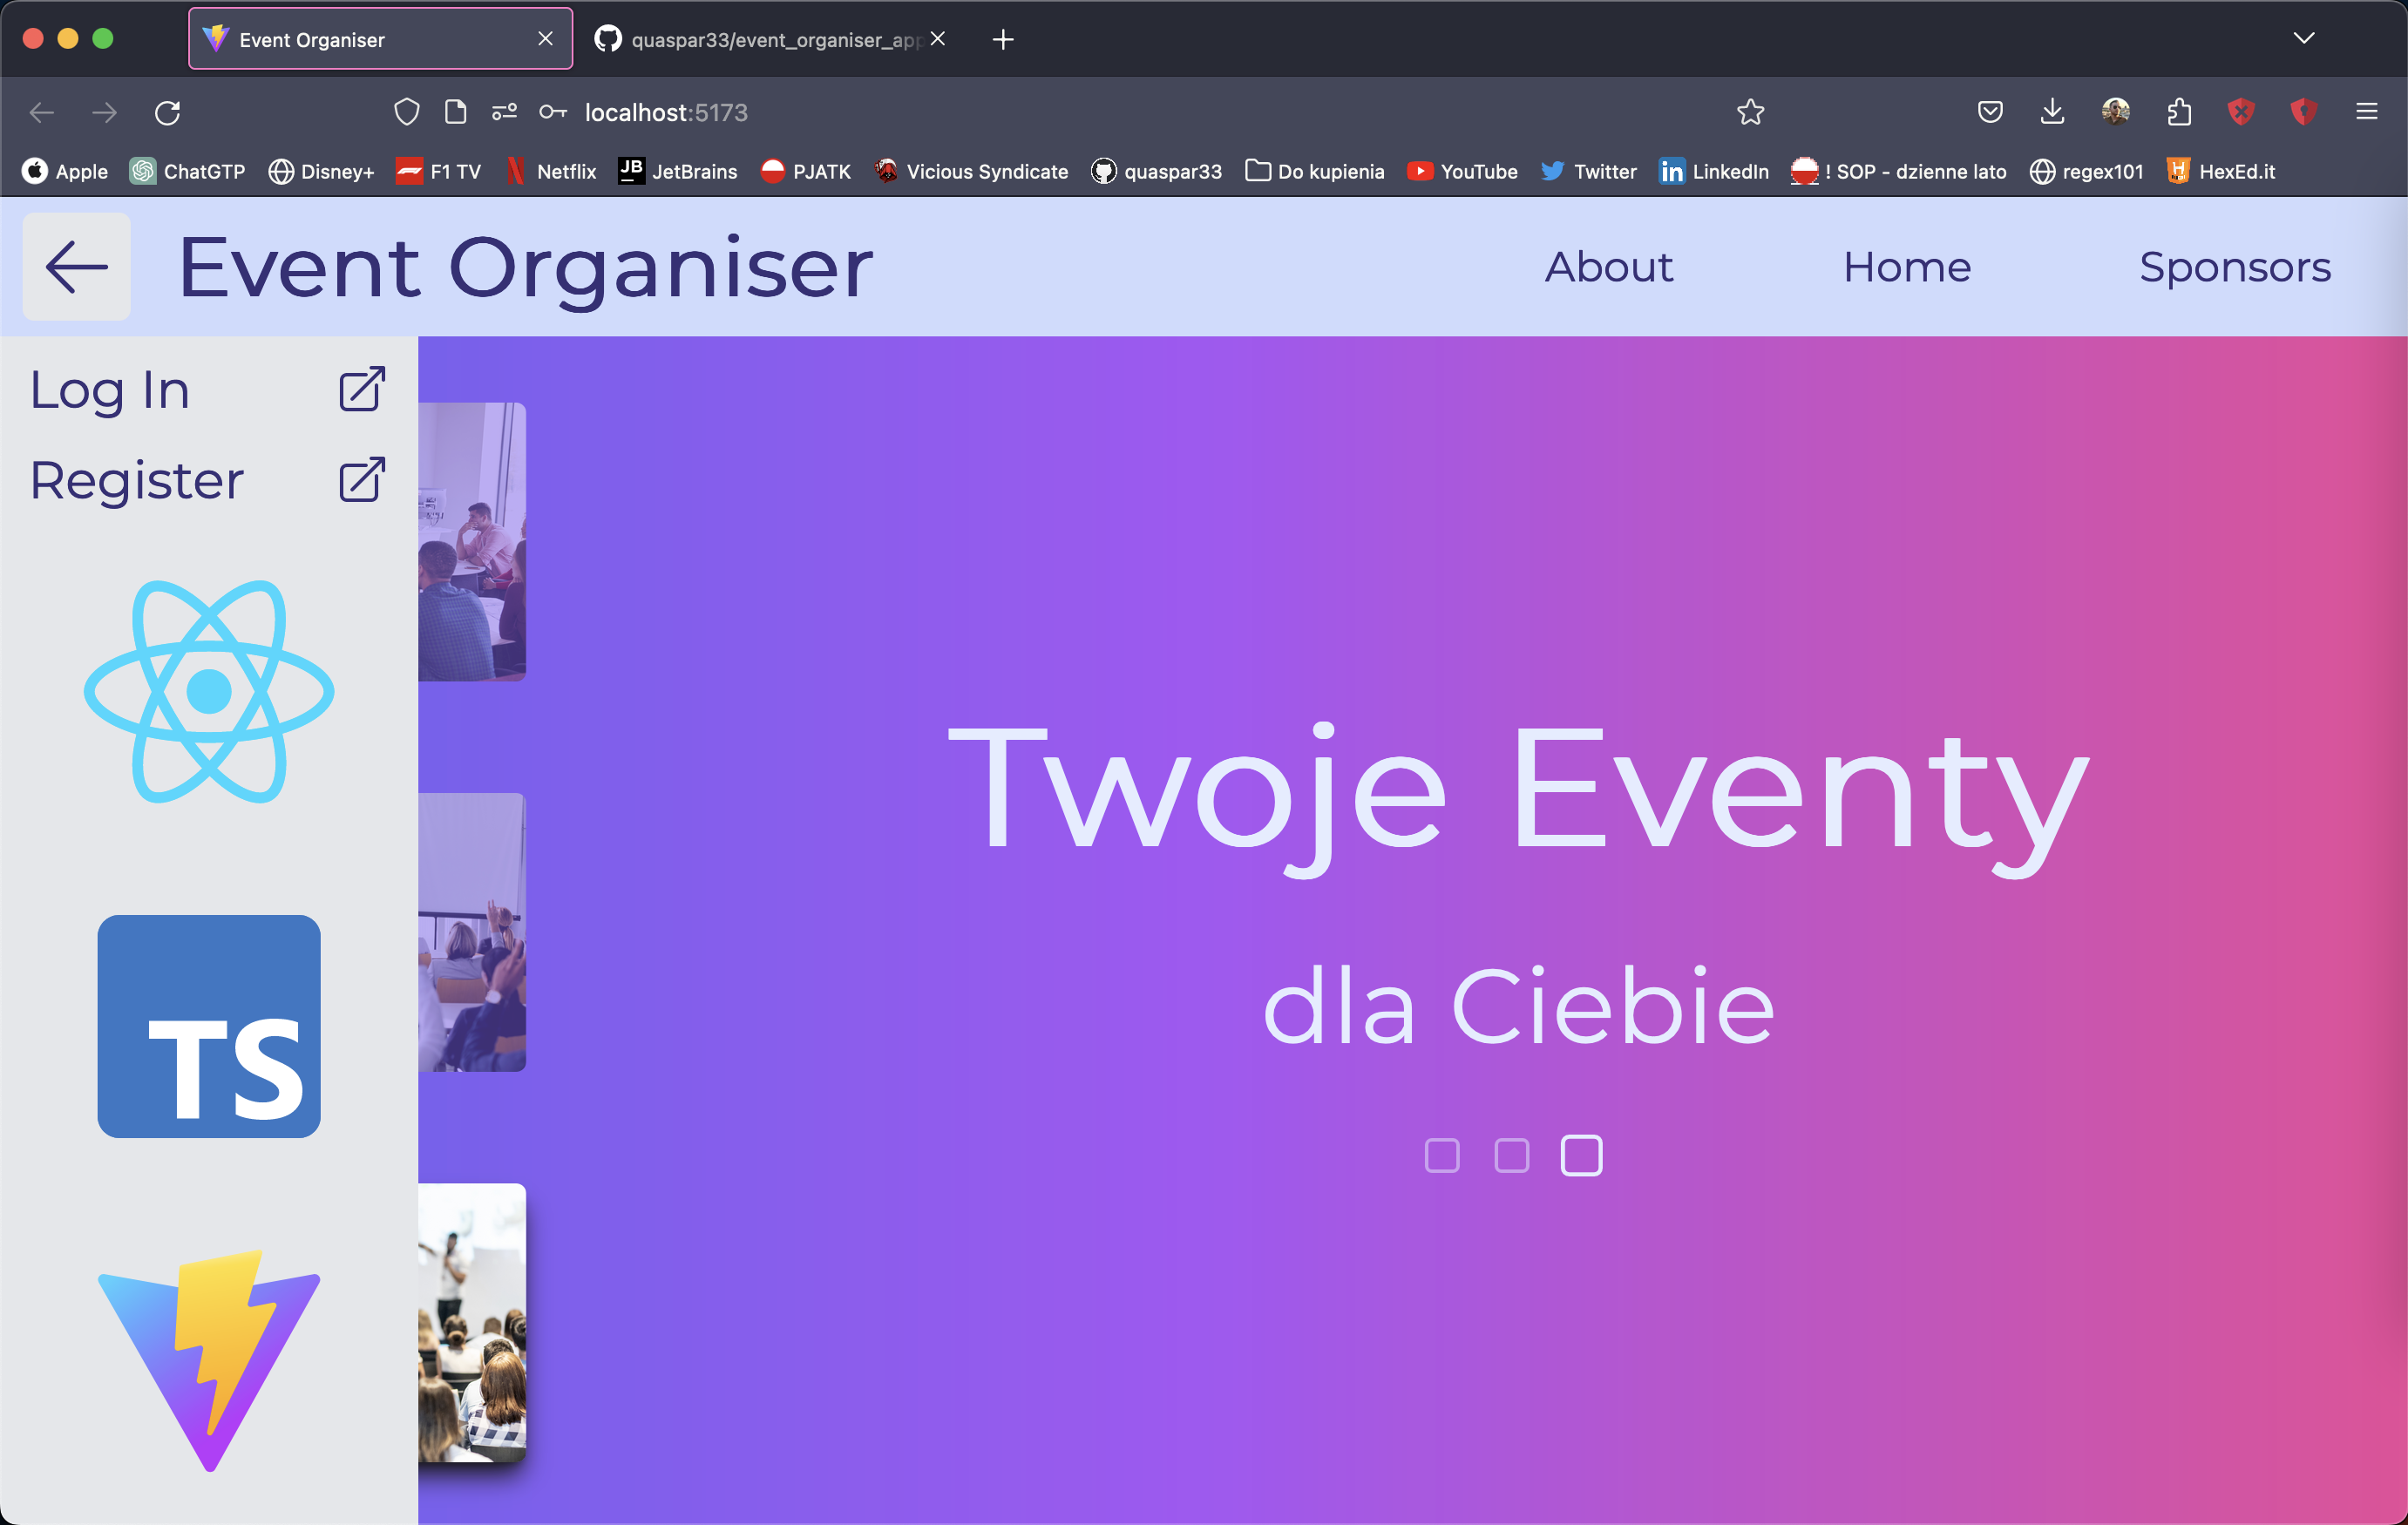 Event Organiser
quaspar33/event_organiser_app
localhost:5173
Apple ChatGTP Disney+ F1 TV Netflix JetBrains PJATK Vicious Syndicate quaspar33 Do kupienia YouTube Twitter LinkedIn ! SOP - dzienne lato regex101 HexEd.it
Event Organiser About Home Sponsors
Log In
Register
Twoje Eventy
dla Ciebie
TS